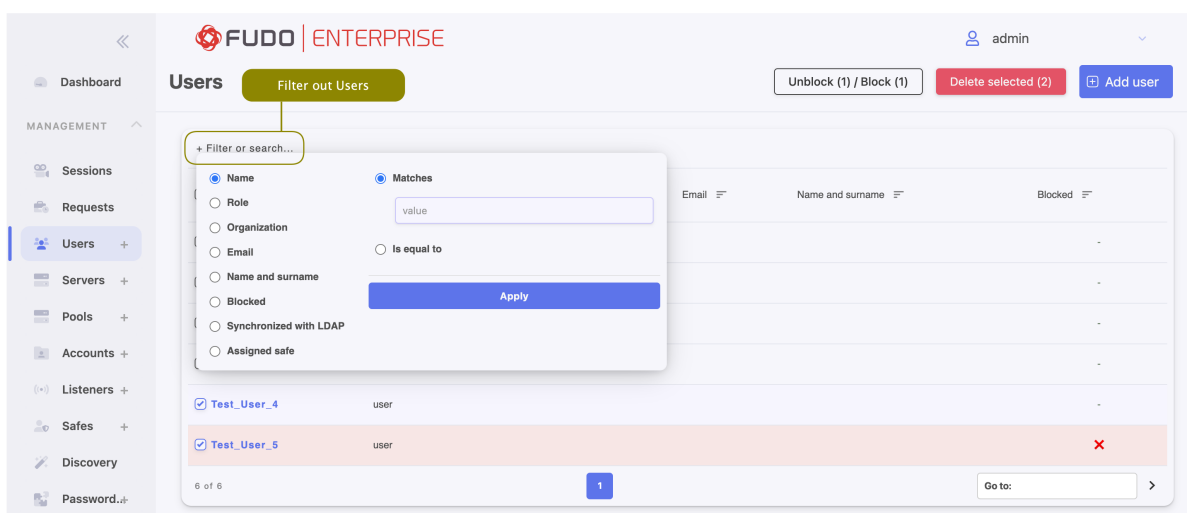 FUDO ENTERPRISE
admin
Dashboard
Users
Filter out Users
Unblock (1) / Block (1)
Delete selected (2)
Add user
MANAGEMENT
+ Filter or search...
Sessions
Requests
Users +
Servers +
Pools +
Accounts +
Listeners +
Safes +
Discovery
Password..+
Name
Role
Organization
Email
Name and surname
Blocked
Synchronized with LDAP
Assigned safe
Matches
value
Is equal to
Apply
Email
Name and surname
Blocked
-
-
-
-
Test_User_4 user -
Test_User_5 user
6 of 6
1
Go to: